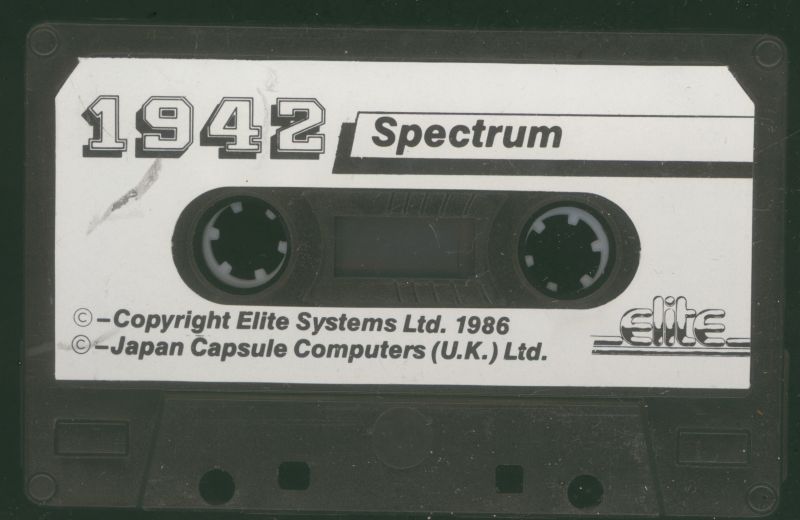 1942
Spectrum
©-Copyright Elite Systems Ltd. 1986
©-Japan Capsule Computers (U.K.) Ltd.
elite